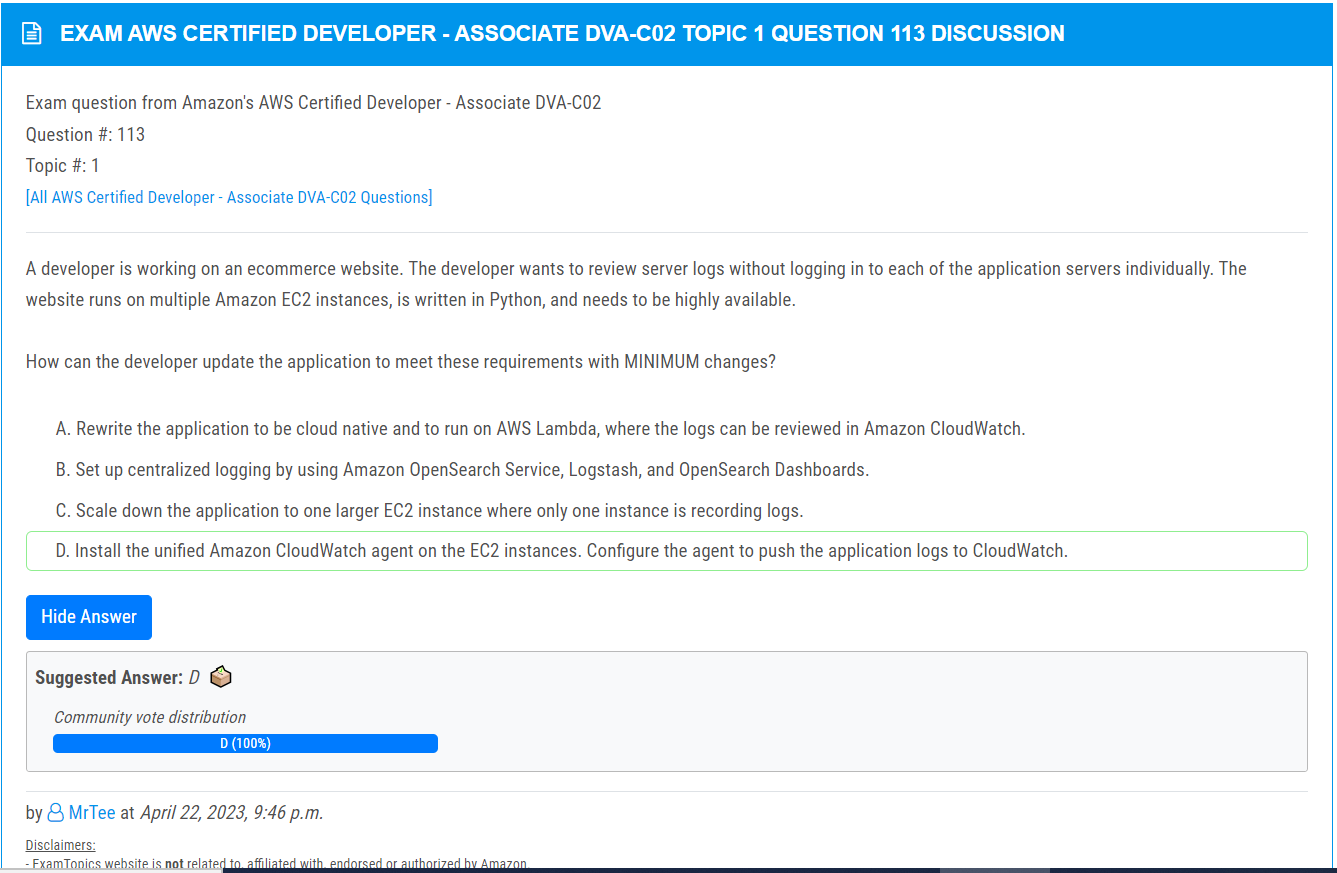 EXAM AWS CERTIFIED DEVELOPER - ASSOCIATE DVA-C02 TOPIC 1 QUESTION 113 DISCUSSION
Exam question from Amazon's AWS Certified Developer - Associate DVA-C02
Question #: 113
Topic #: 1
[All AWS Certified Developer - Associate DVA-C02 Questions]
A developer is working on an ecommerce website. The developer wants to review server logs without logging in to each of the application servers individually. The
website runs on multiple Amazon EC2 instances, is written in Python, and needs to be highly available.
How can the developer update the application to meet these requirements with MINIMUM changes?
A. Rewrite the application to be cloud native and to run on AWS Lambda, where the logs can be reviewed in Amazon CloudWatch.
B. Set up centralized logging by using Amazon OpenSearch Service, Logstash, and OpenSearch Dashboards.
C. Scale down the application to one larger EC2 instance where only one instance is recording logs.
D. Install the unified Amazon CloudWatch agent on the EC2 instances. Configure the agent to push the application logs to CloudWatch.
Hide Answer
Suggested Answer: D
Community vote distribution
D (100%)
by MrTee at April 22, 2023, 9:46 p.m.
Disclaimers:
- ExamTopics website is not related to, affiliated with, endorsed or authorized by Amazon.